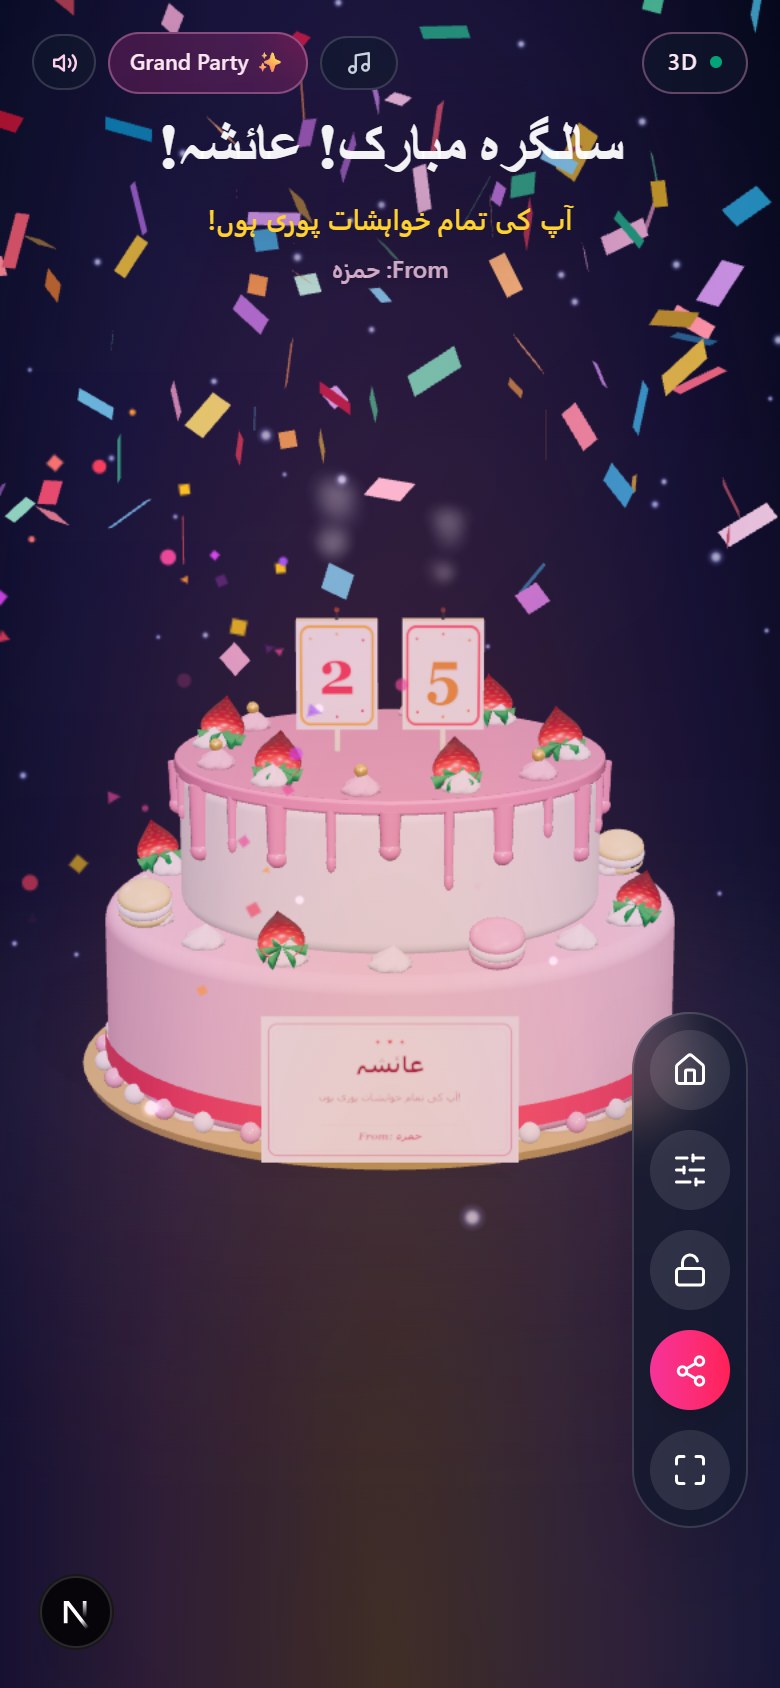 Grand Party ✨
3D
سالگرہ مبارک! عائشہ!
آپ کی تمام خواہشات پوری ہوں!
From: حمزہ
2 5
عائشہ
آپ کی تمام خواہشات پوری ہوں!
From: حمزہ
N